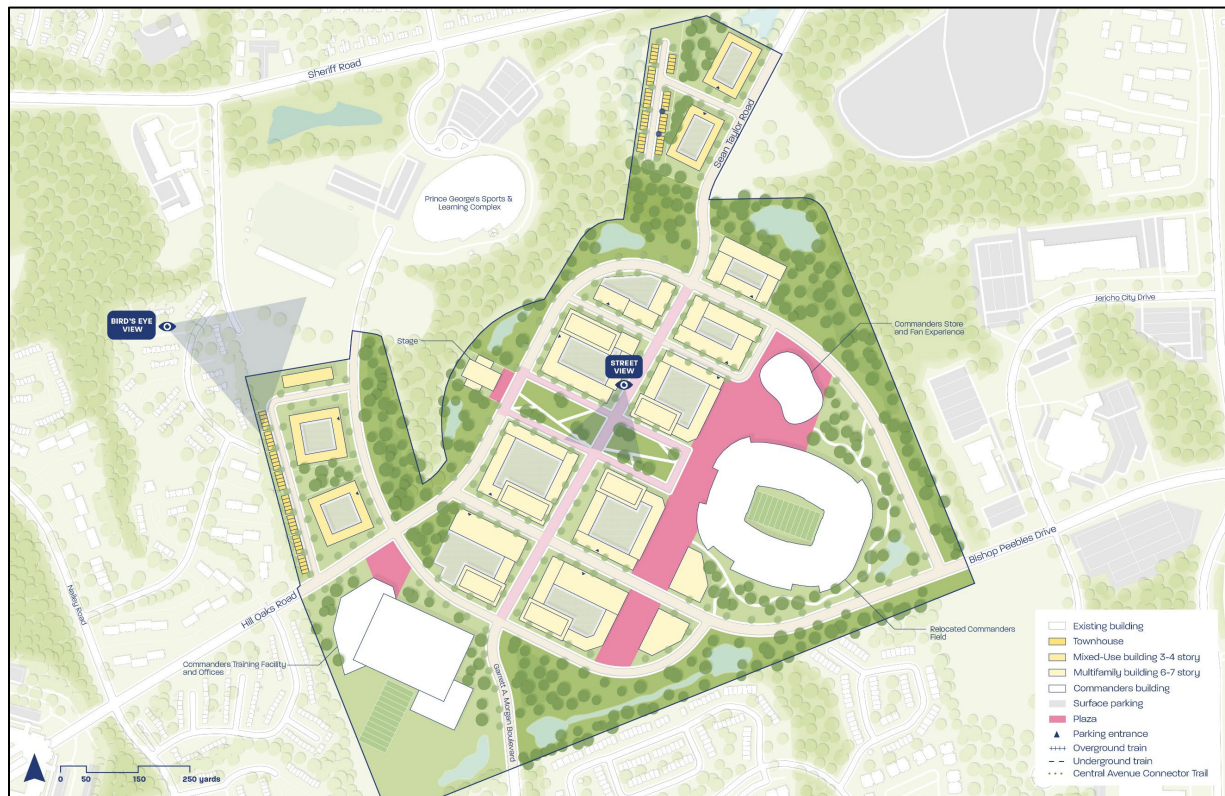 Sheriff Road
Sean Taylor Road
Prince George's Sports &
Learning Complex
Jericho City Drive
BIRD'S EYE
VIEW
Commanders Store
and Fan Experience
Stage
STREET
VIEW
Bishop Peebles Drive
Nalley Road
Hill Oaks Road
Relocated Commanders
Field
Commanders Training Facility
and Offices
Garrett A. Morgan Boulevard
Existing building
Townhouse
Mixed-Use building 3-4 story
Multifamily building 6-7 story
Commanders building
Surface parking
Plaza
Parking entrance
Overground train
Underground train
Central Avenue Connector Trail
0 50 150 250 yards